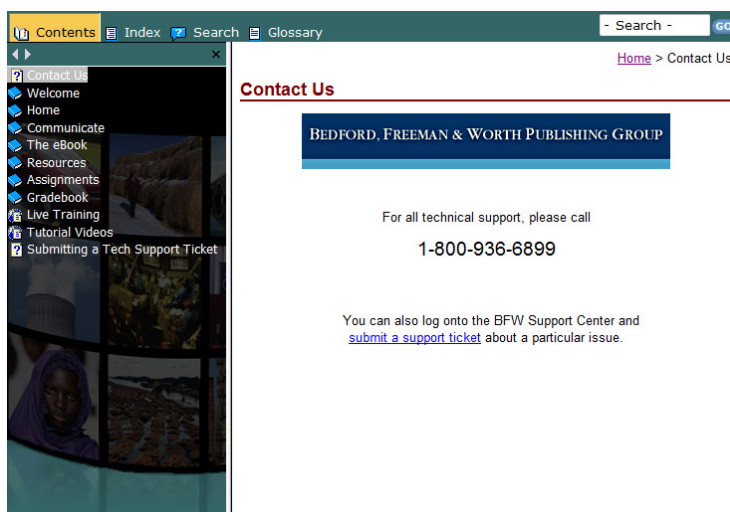 Contents Index Search Glossary - Search - GO
Home > Contact Us
Contact Us
Welcome
Home
Communicate
The eBook
Resources
Assignments
Gradebook
Live Training
Tutorial Videos
Submitting a Tech Support Ticket
Contact Us
BEDFORD, FREEMAN & WORTH PUBLISHING GROUP
For all technical support, please call
1-800-936-6899
You can also log onto the BFW Support Center and
submit a support ticket about a particular issue.